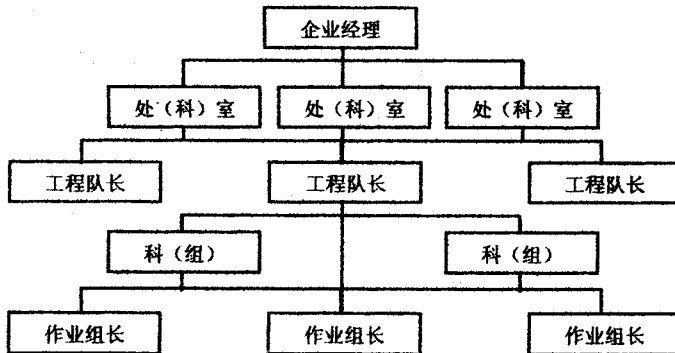 企业经理
处（科）室 处（科）室 处（科）室
工程队长 工程队长 工程队长
科（组） 科（组）
作业组长 作业组长 作业组长